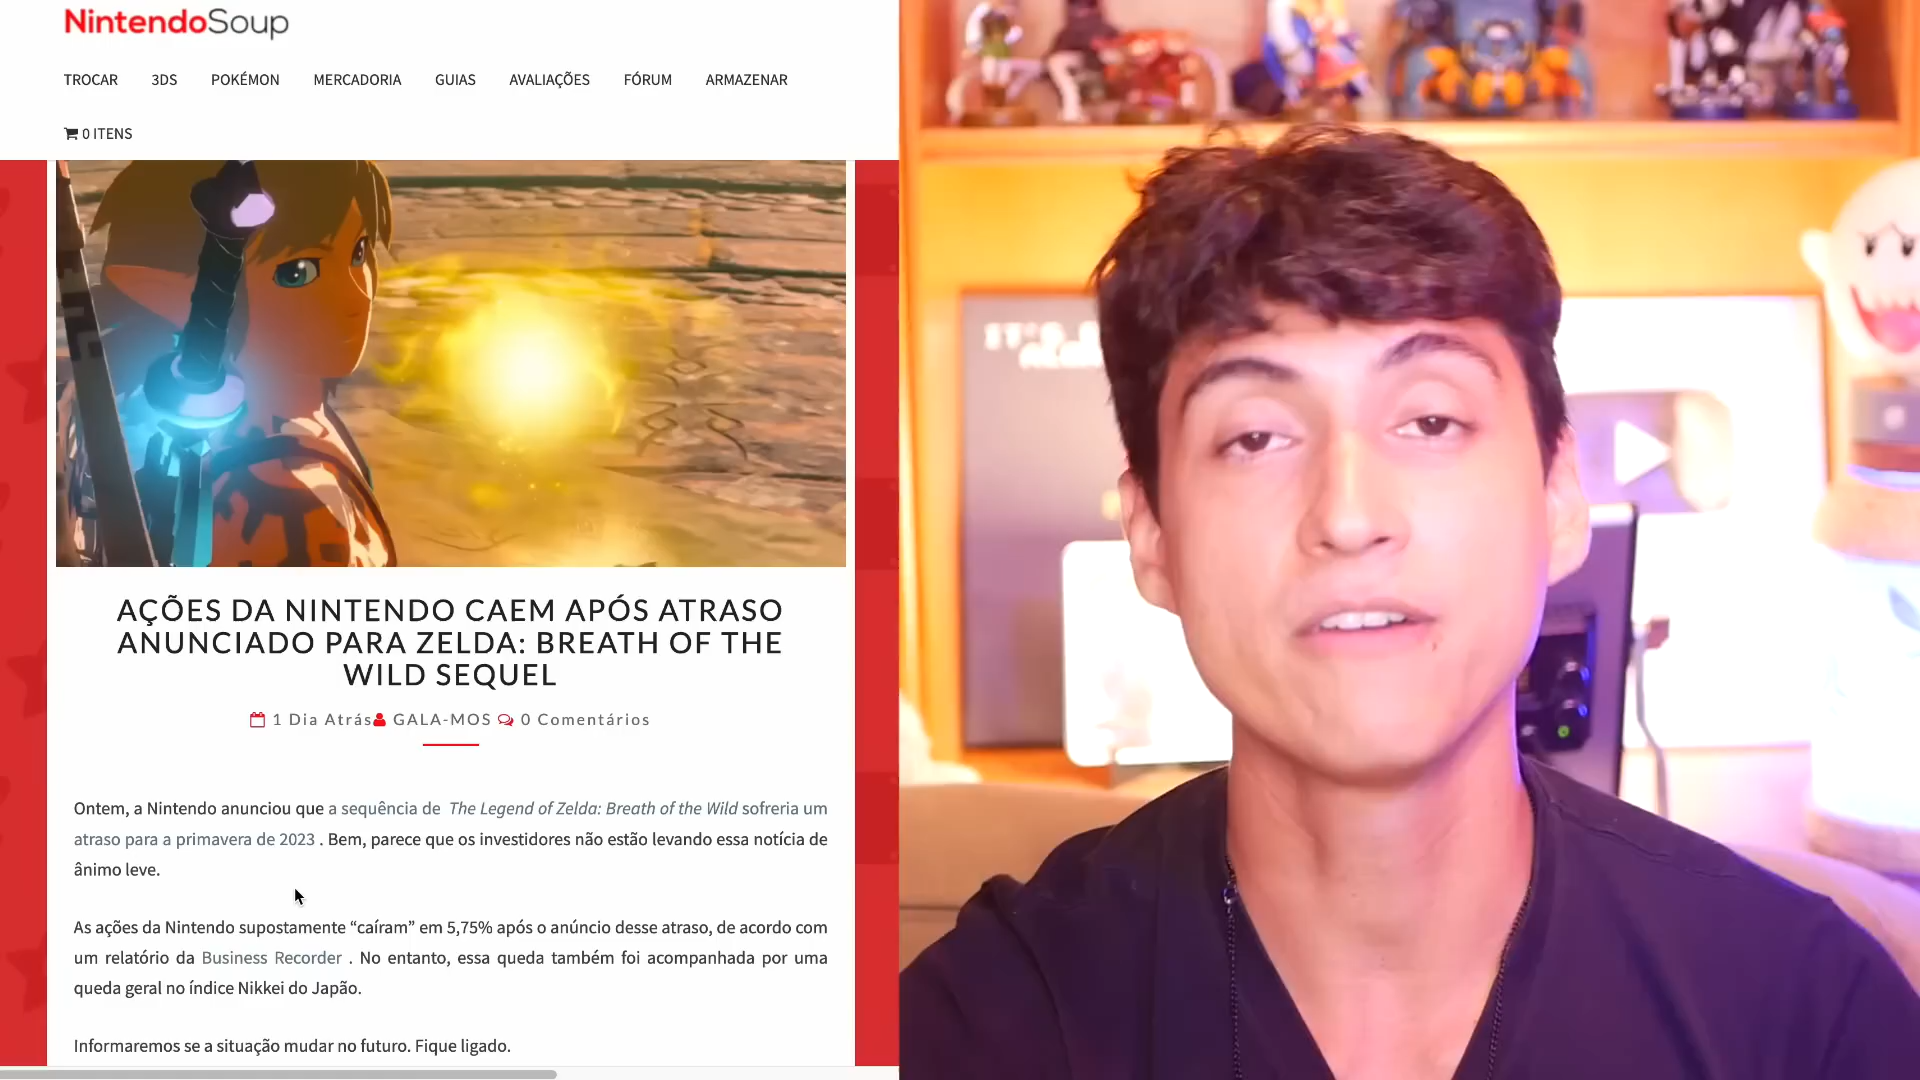 NintendoSoup
TROCAR 3DS POKÉMON MERCADORIA GUIAS AVALIAÇÕES FÓRUM ARMAZENAR
0 ITENS
AÇÕES DA NINTENDO CAEM APÓS ATRASO
ANUNCIADO PARA ZELDA: BREATH OF THE
WILD SEQUEL
1 Dia Atrás GALA-MOS 0 Comentários
Ontem, a Nintendo anunciou que a sequência de The Legend of Zelda: Breath of the Wild sofreria um
atraso para a primavera de 2023 . Bem, parece que os investidores não estão levando essa notícia de
ânimo leve.
As ações da Nintendo supostamente “caíram” em 5,75% após o anúncio desse atraso, de acordo com
um relatório da Business Recorder . No entanto, essa queda também foi acompanhada por uma
queda geral no índice Nikkei do Japão.
Informaremos se a situação mudar no futuro. Fique ligado.